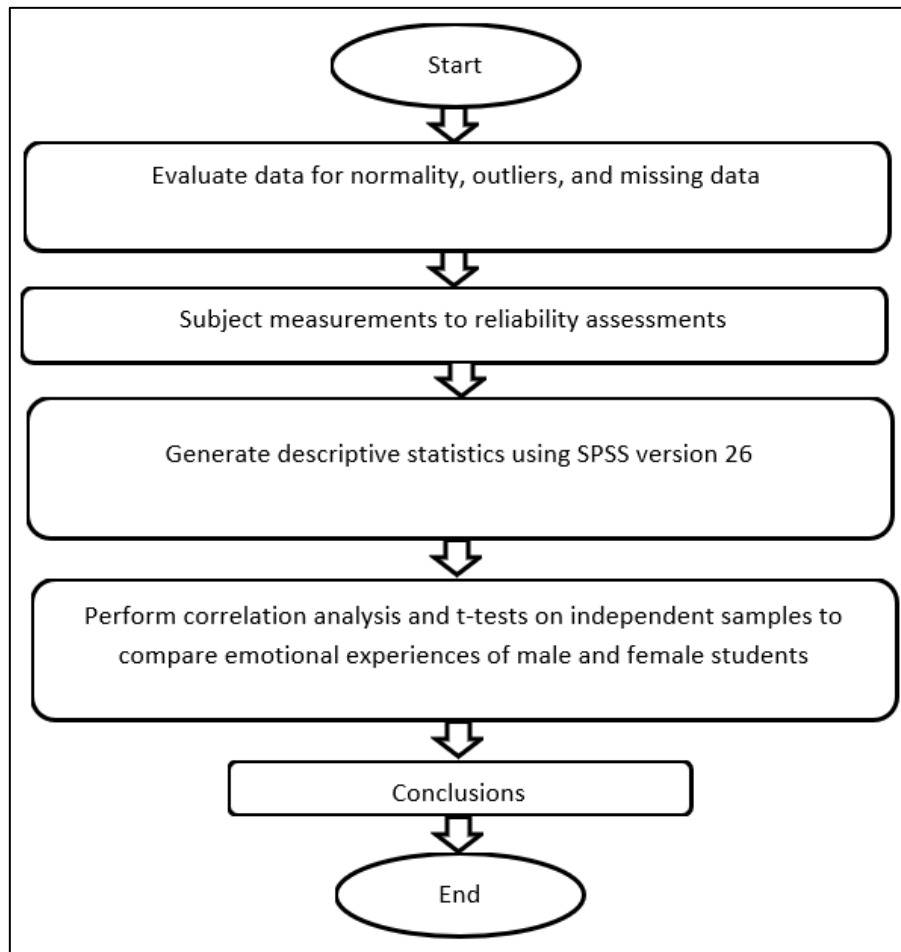 Start
Evaluate data for normality, outliers, and missing data
Subject measurements to reliability assessments
Generate descriptive statistics using SPSS version 26
Perform correlation analysis and t-tests on independent samples to
compare emotional experiences of male and female students
Conclusions
End